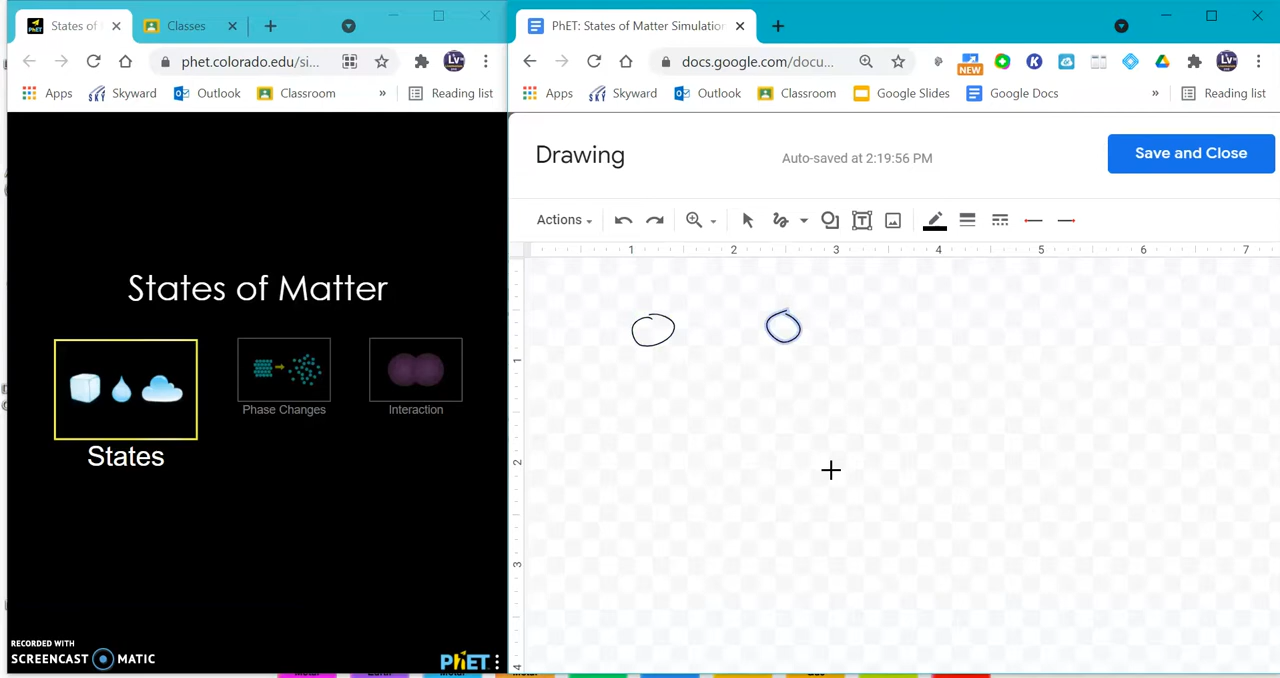 States of
Classes
PhET: States of Matter Simulation
phet.colorado.edu/si...
docs.google.com/docu...
NEW
Apps
Skyward
Outlook
Classroom
»
Reading list
Apps
Skyward
Outlook
Classroom
Google Slides
Google Docs
»
Reading list
Drawing
Auto-saved at 2:19:56 PM
Save and Close
Actions
1 2 3 4 5 6 7
1
2
3
4
States of Matter
States
Phase Changes
Interaction
RECORDED WITH
SCREENCAST MATIC
PhET